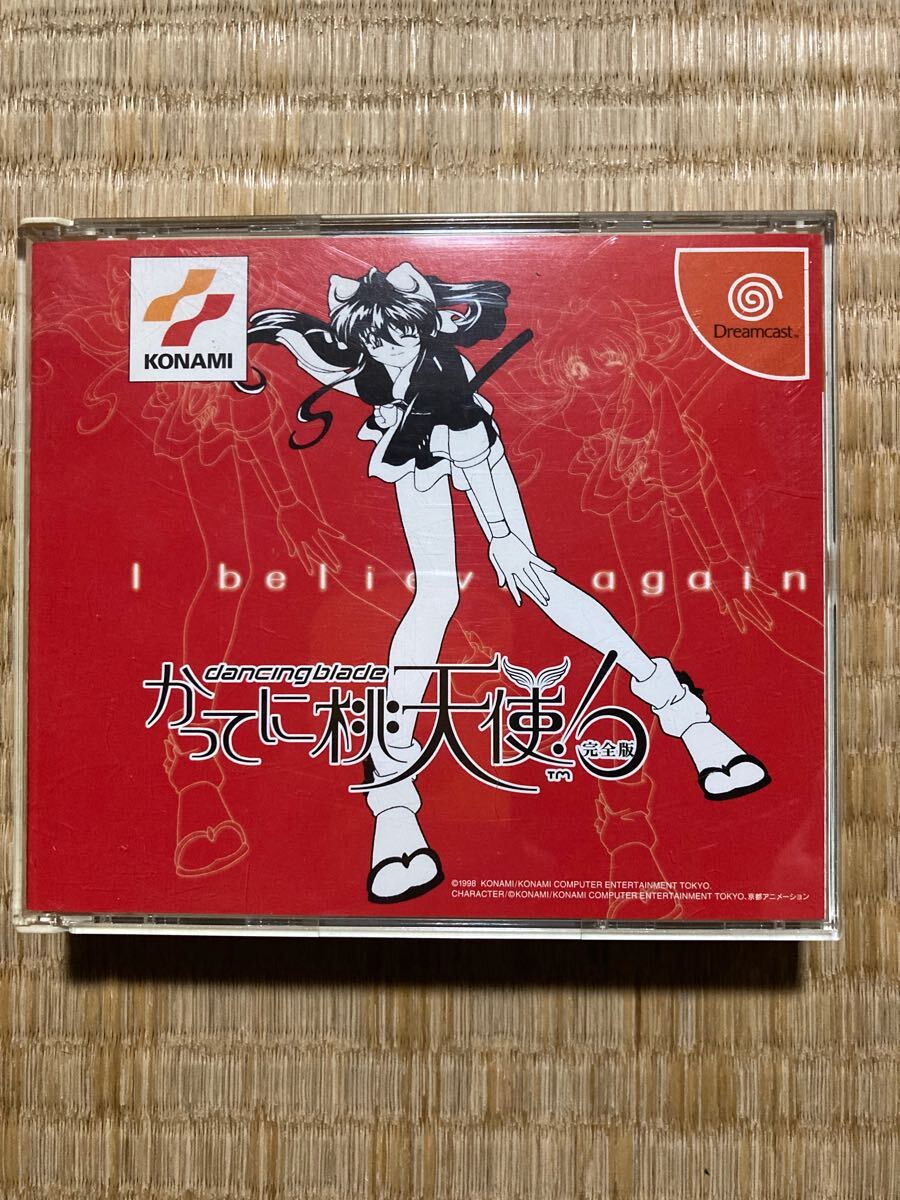 KONAMI
Dreamcast™
I believ again
dancing blade
かってに桃天使!
完全版
TM
©1998 KONAMI/KONAMI COMPUTER ENTERTAINMENT TOKYO.
CHARACTER/©KONAMI/KONAMI COMPUTER ENTERTAINMENT TOKYO、京都アニメーション